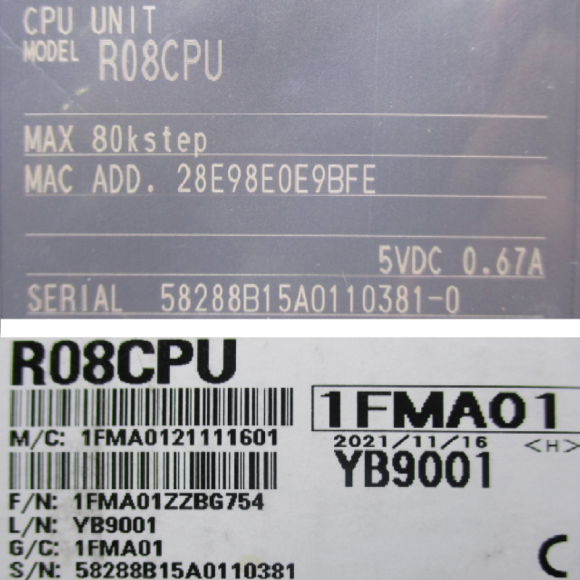 CPU UNIT
MODEL R08CPU
MAX 80kstep
MAC ADD. 28E98E0E9BFE
5VDC 0.67A
SERIAL 58288B15A0110381-0
R08CPU
1FMA01
M/C: 1FMA0121111601
2021/11/16 <H>
YB9001
F/N: 1FMA01ZZBG754
L/N: YB9001
G/C: 1FMA01
S/N: 58288B15A0110381